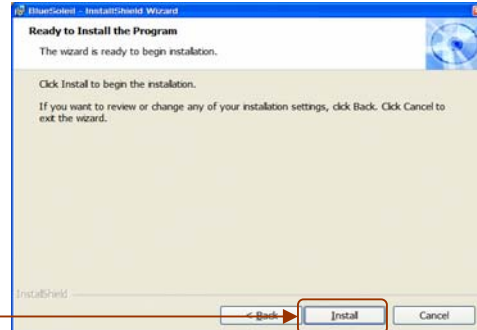 BlueSoleil - InstallShield Wizard
Ready to Install the Program
The wizard is ready to begin installation.
Click Install to begin the installation.
If you want to review or change any of your installation settings, click Back. Click Cancel to
exit the wizard.
InstallShield
< Back
Install
Cancel